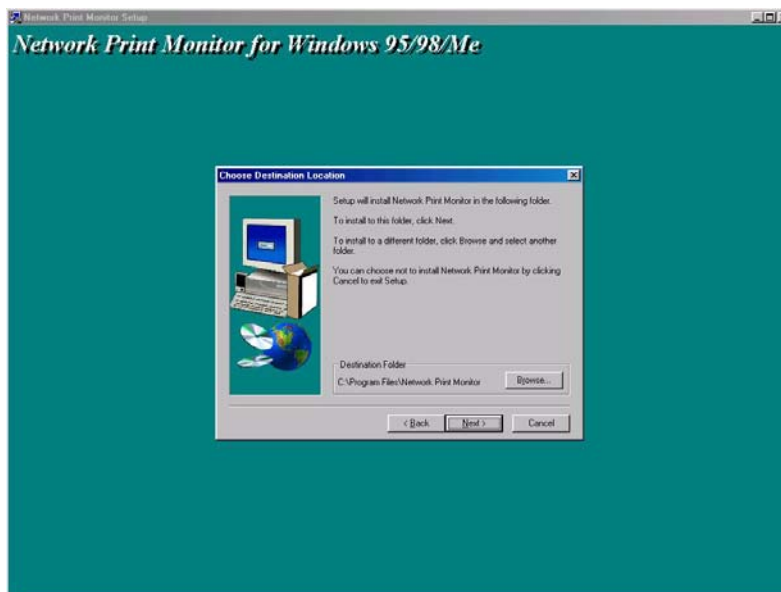 Network Print Monitor Setup
Network Print Monitor for Windows 95/98/Me
Choose Destination Location
Setup will install Network Print Monitor in the following folder.
To install to this folder, click Next.
To install to a different folder, click Browse and select another
folder.
You can choose not to install Network Print Monitor by clicking
Cancel to exit Setup.
Destination Folder
C:\Program Files\Network Print Monitor
Browse...
< Back
Next >
Cancel